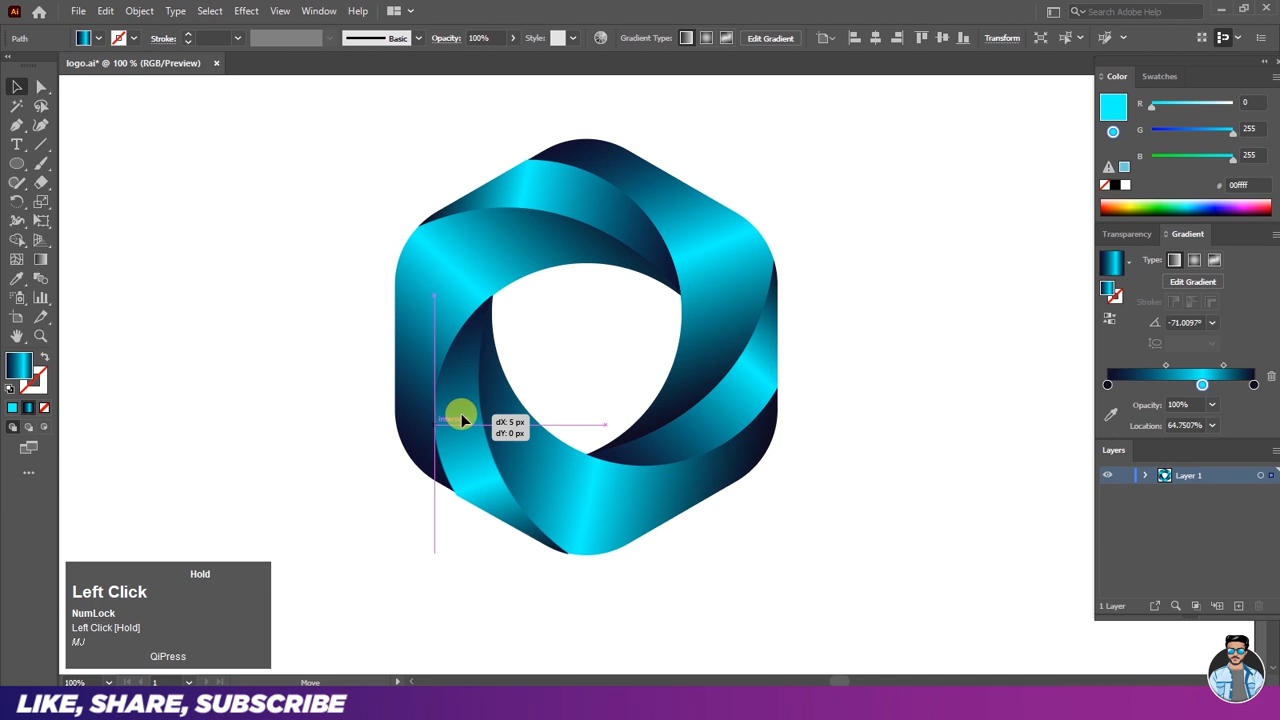 Ai
File Edit Object Type Select Effect View Window Help
Search Adobe Help
Path
Stroke:
Basic
Opacity: 100%
Style:
Gradient Type:
Edit Gradient
Transform
logo.ai* @ 100 % (RGB/Preview)
Color Swatches
R 0
G 255
B 255
# 00ffff
Transparency Gradient
Type:
Edit Gradient
Stroke:
-71.0097°
Opacity: 100%
Location: 64.7507%
Layers
Layer 1
1 Layer
dX: 5 px
dY: 0 px
Hold
Left Click
NumLock
Left Click [Hold]
MJ
QiPress
100% 1 Move
LIKE, SHARE, SUBSCRIBE